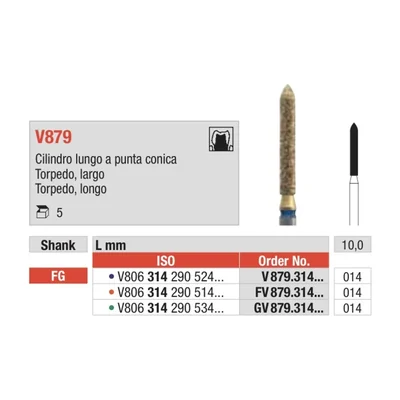 V879
Cilindro lungo a punta conica
Torpedo, largo
Torpedo, longo
5
Shank L mm 10,0
ISO Order No.
FG V806 314 290 524... V879.314... 014
V806 314 290 514... FV879.314... 014
V806 314 290 534... GV879.314... 014